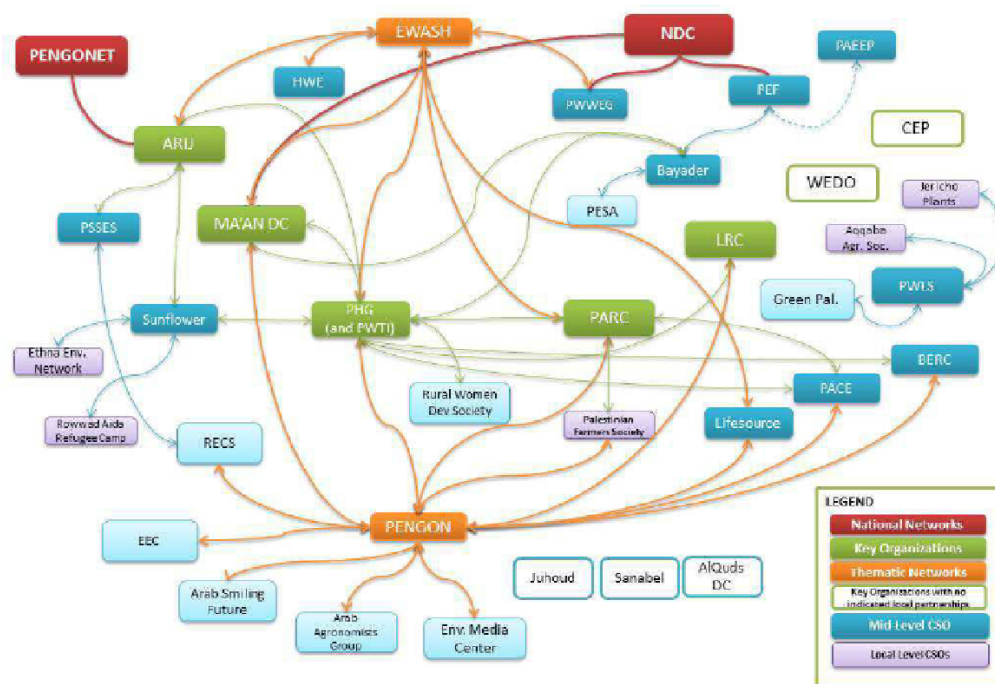 EWASH
NDC
PAEEP
PENGONET
HWE
PWWEG
PEF
CEP
ARIJ
Bayader
WEDO
Jericho
Plants
PSSES
MA'AN DC
PESA
LRC
Aqqaba
Agr. Soc.
Green Pal.
PWLS
Sunflower
PHG
(and PWTI)
PARC
Ethna Env.
Network
BERC
Rural Women
Dev Society
PACE
Rowwad Aida
Refugee Camp
RECS
Palestinian
Farmers Society
Lifesource
PENGON
EEC
Juhoud
Sanabel
AlQuds
DC
Arab Smiling
Future
Arab
Agronomists
Group
Env. Media
Center
LEGEND
National Networks
Key Organizations
Thematic Networks
Key Organizations with no
indicated local partnerships
Mid-Level CSO
Local Level CSOs